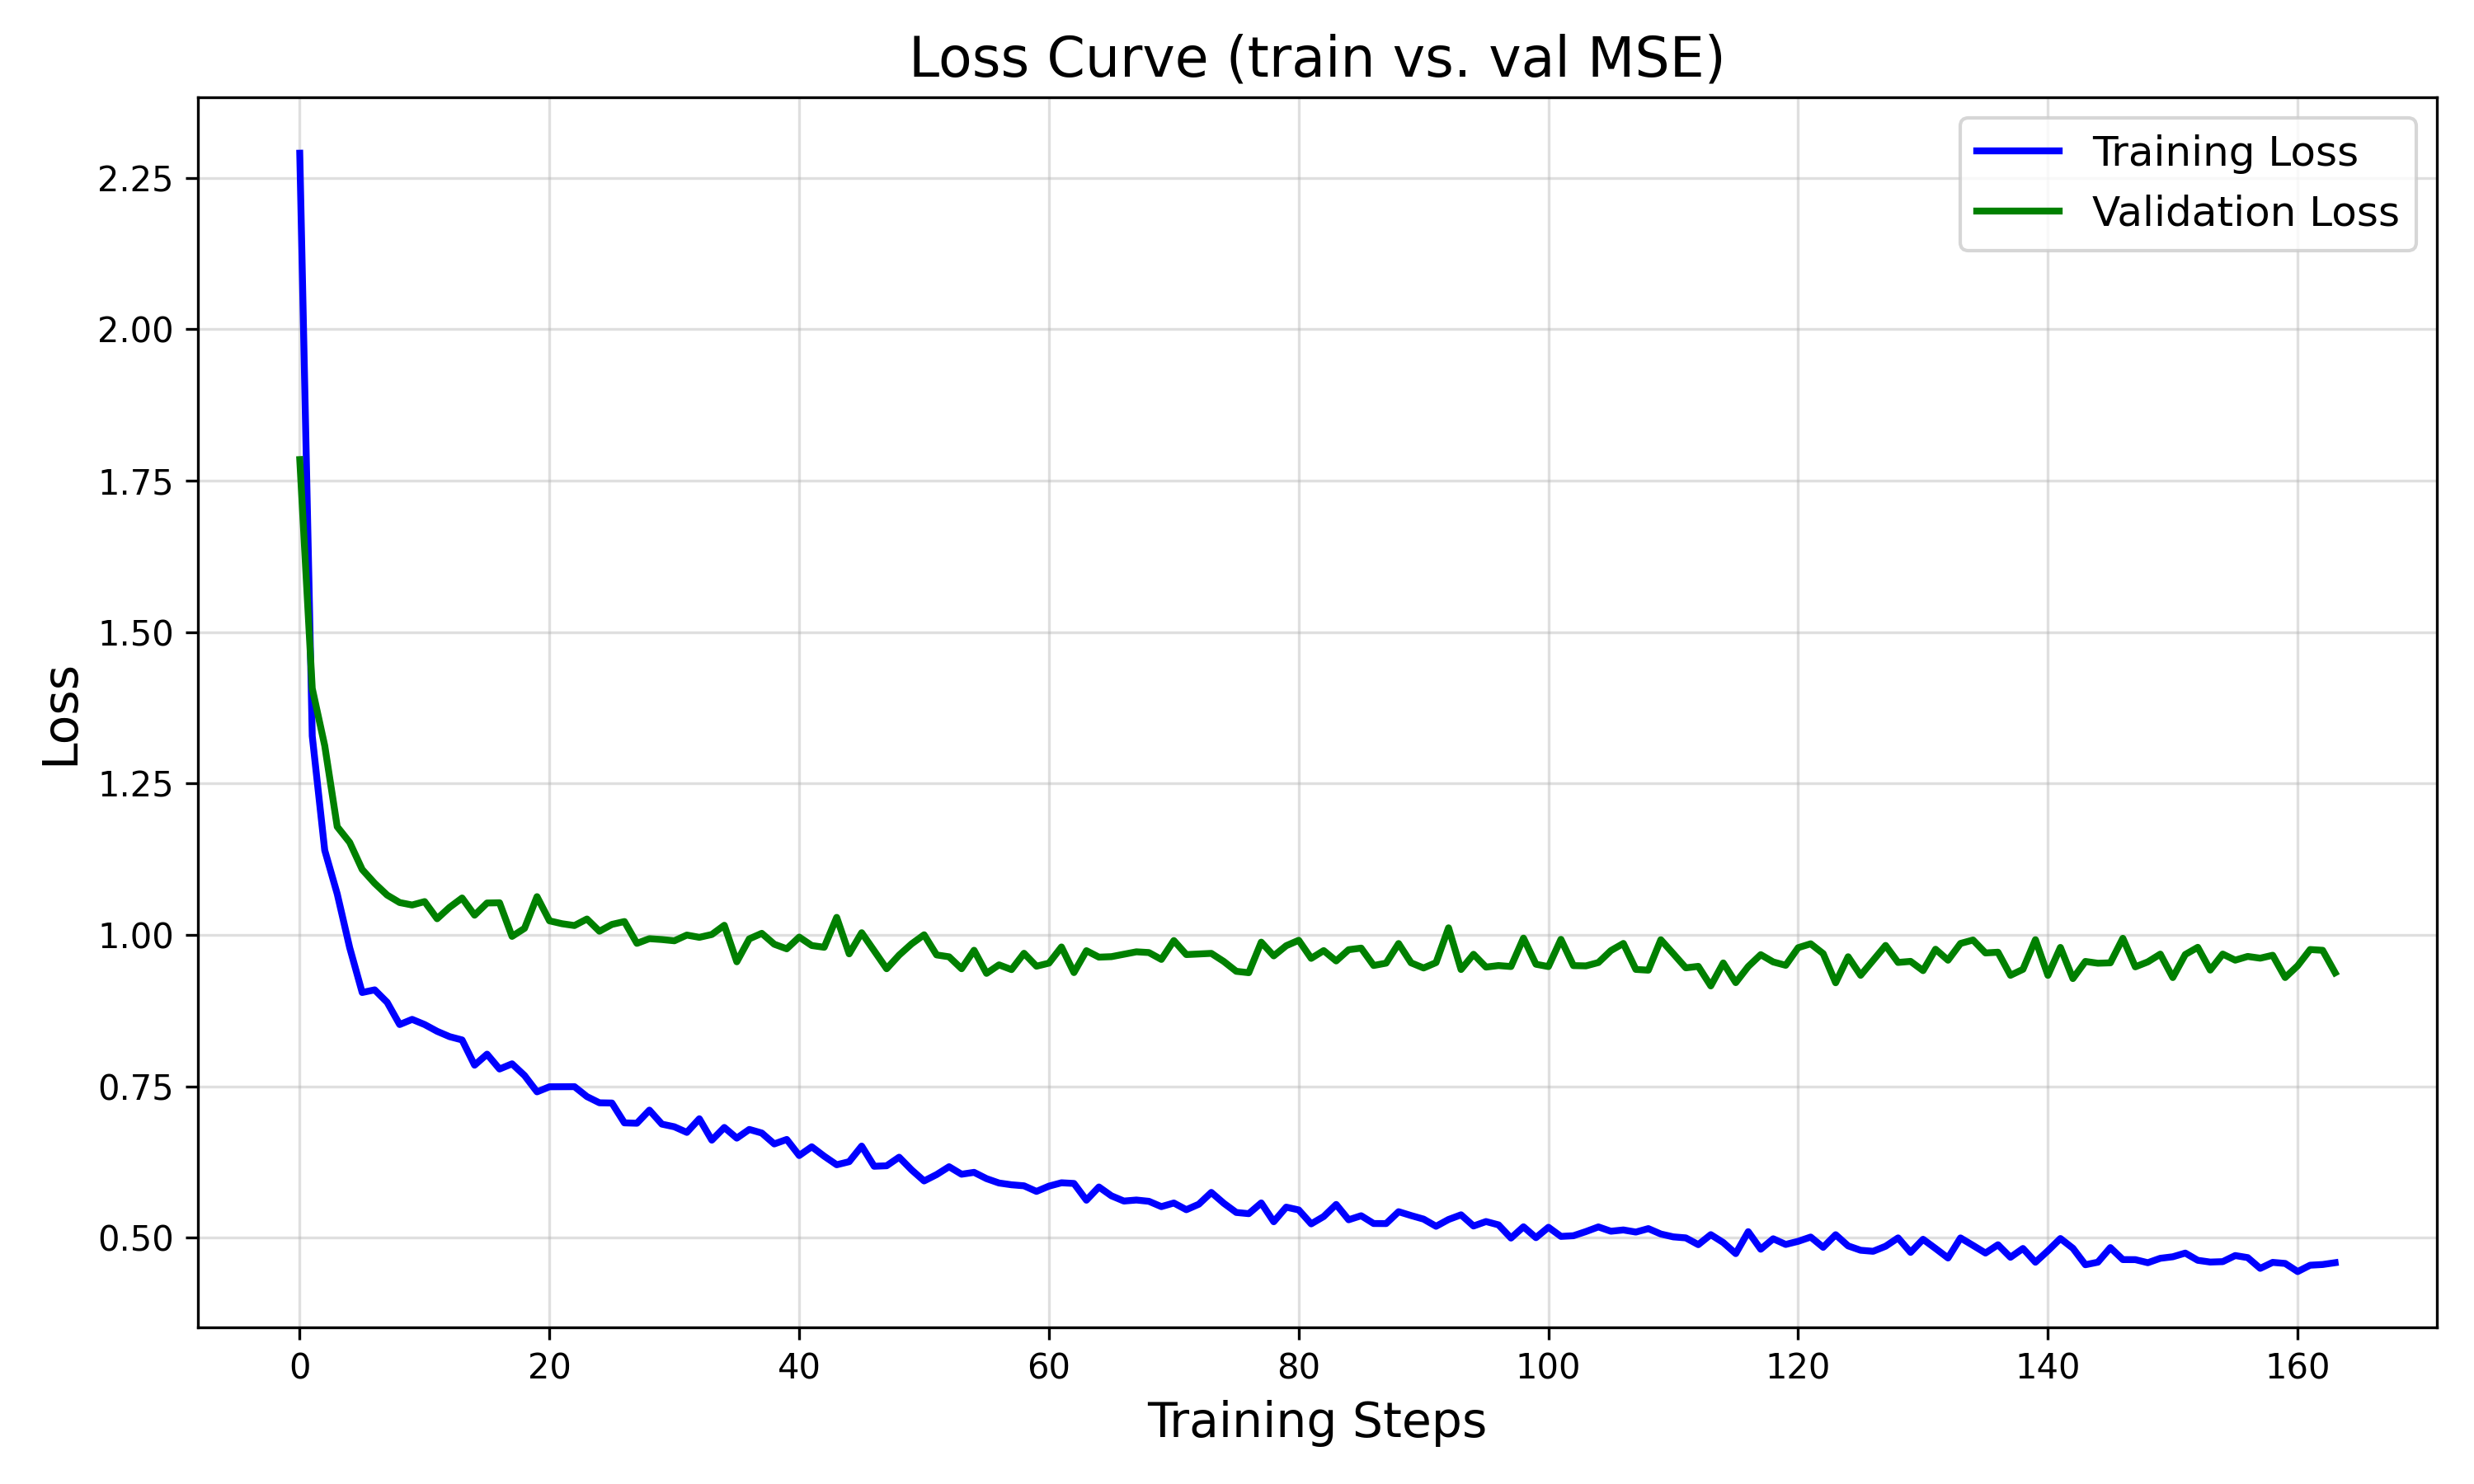 Loss Curve (train vs. val MSE)
Training Loss
Validation Loss
2.25
2.00
1.75
1.50
1.25
1.00
0.75
0.50
Loss
0 20 40 60 80 100 120 140 160
Training Steps